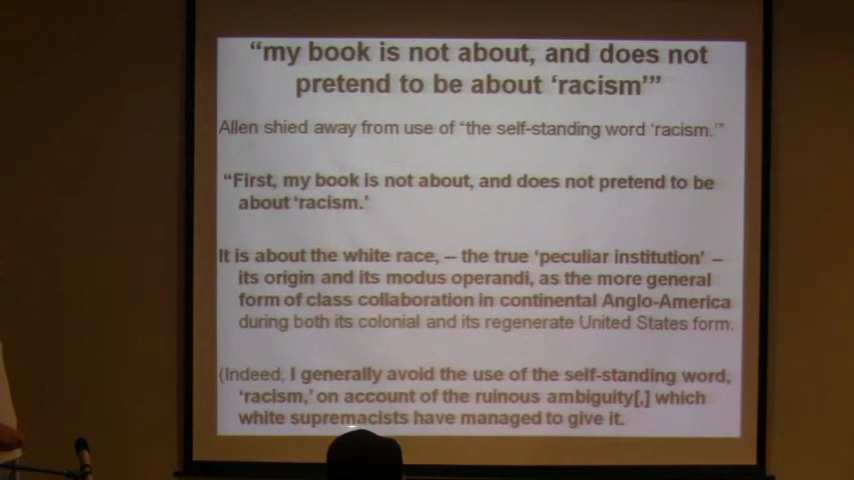 “my book is not about, and does not
pretend to be about ‘racism’”
Allen shied away from use of “the self-standing word ‘racism.’”
“First, my book is not about, and does not pretend to be
about ‘racism.’
It is about the white race, – the true ‘peculiar institution’ –
its origin and its modus operandi, as the more general
form of class collaboration in continental Anglo-America
during both its colonial and its regenerate United States form.
(Indeed, I generally avoid the use of the self-standing word,
‘racism,’ on account of the ruinous ambiguity[,] which
white supremacists have managed to give it.